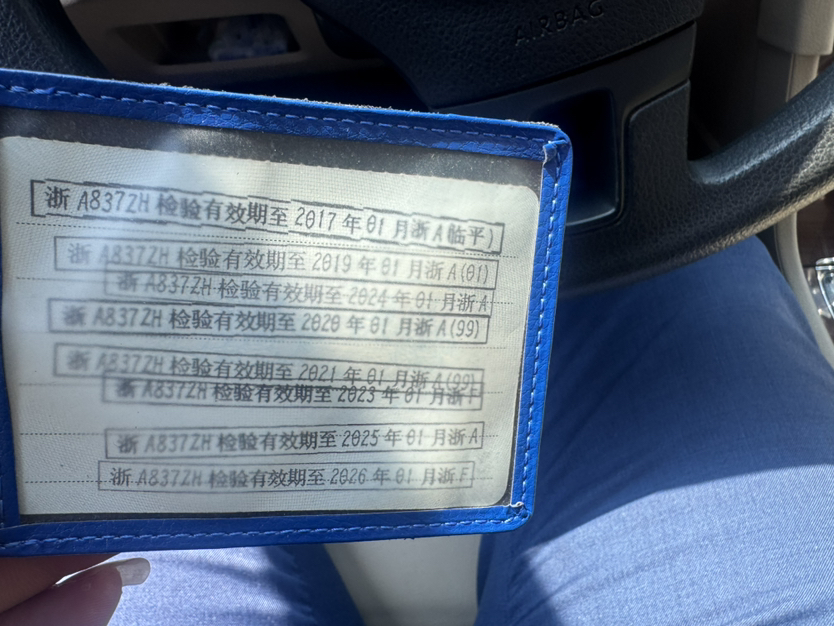 AIRBAG
浙 A837ZH 检验有效期至 2017 年 01 月浙 A(临平)
浙 A837ZH 检验有效期至 2019 年 01 月浙 A(01)
浙 A837ZH 检验有效期至 2024 年 01 月浙 A
浙 A837ZH 检验有效期至 2020 年 01 月浙 A(99)
浙 A837ZH 检验有效期至 2021 年 01 月浙 A(99)
浙 A837ZH 检验有效期至 2023 年 01 月浙 F
浙 A837ZH 检验有效期至 2025 年 01 月浙 A
浙 A837ZH 检验有效期至 2026 年 01 月浙 F